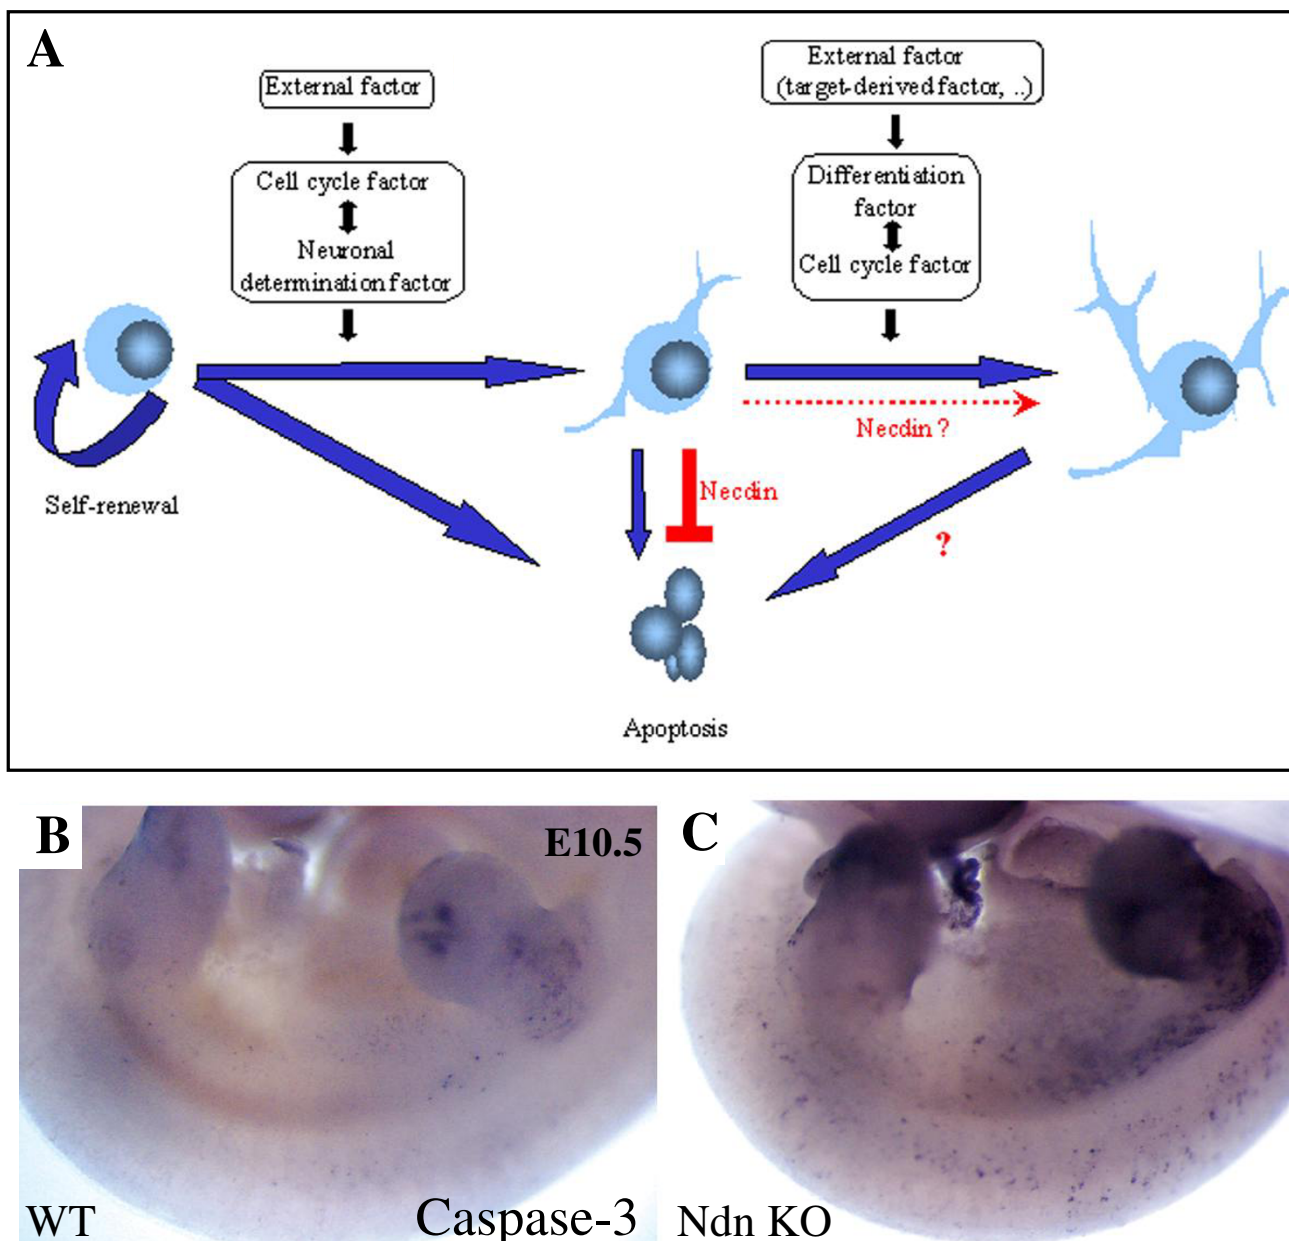 A
External factor
Cell cycle factor
Neuronal
determination factor
External factor
(target-derived factor, ..)
Differentiation
factor
Cell cycle factor
Necdin ?
Self-renewal
Necdin
?
Apoptosis
B
E10.5
WT
Caspase-3
C
Ndn KO